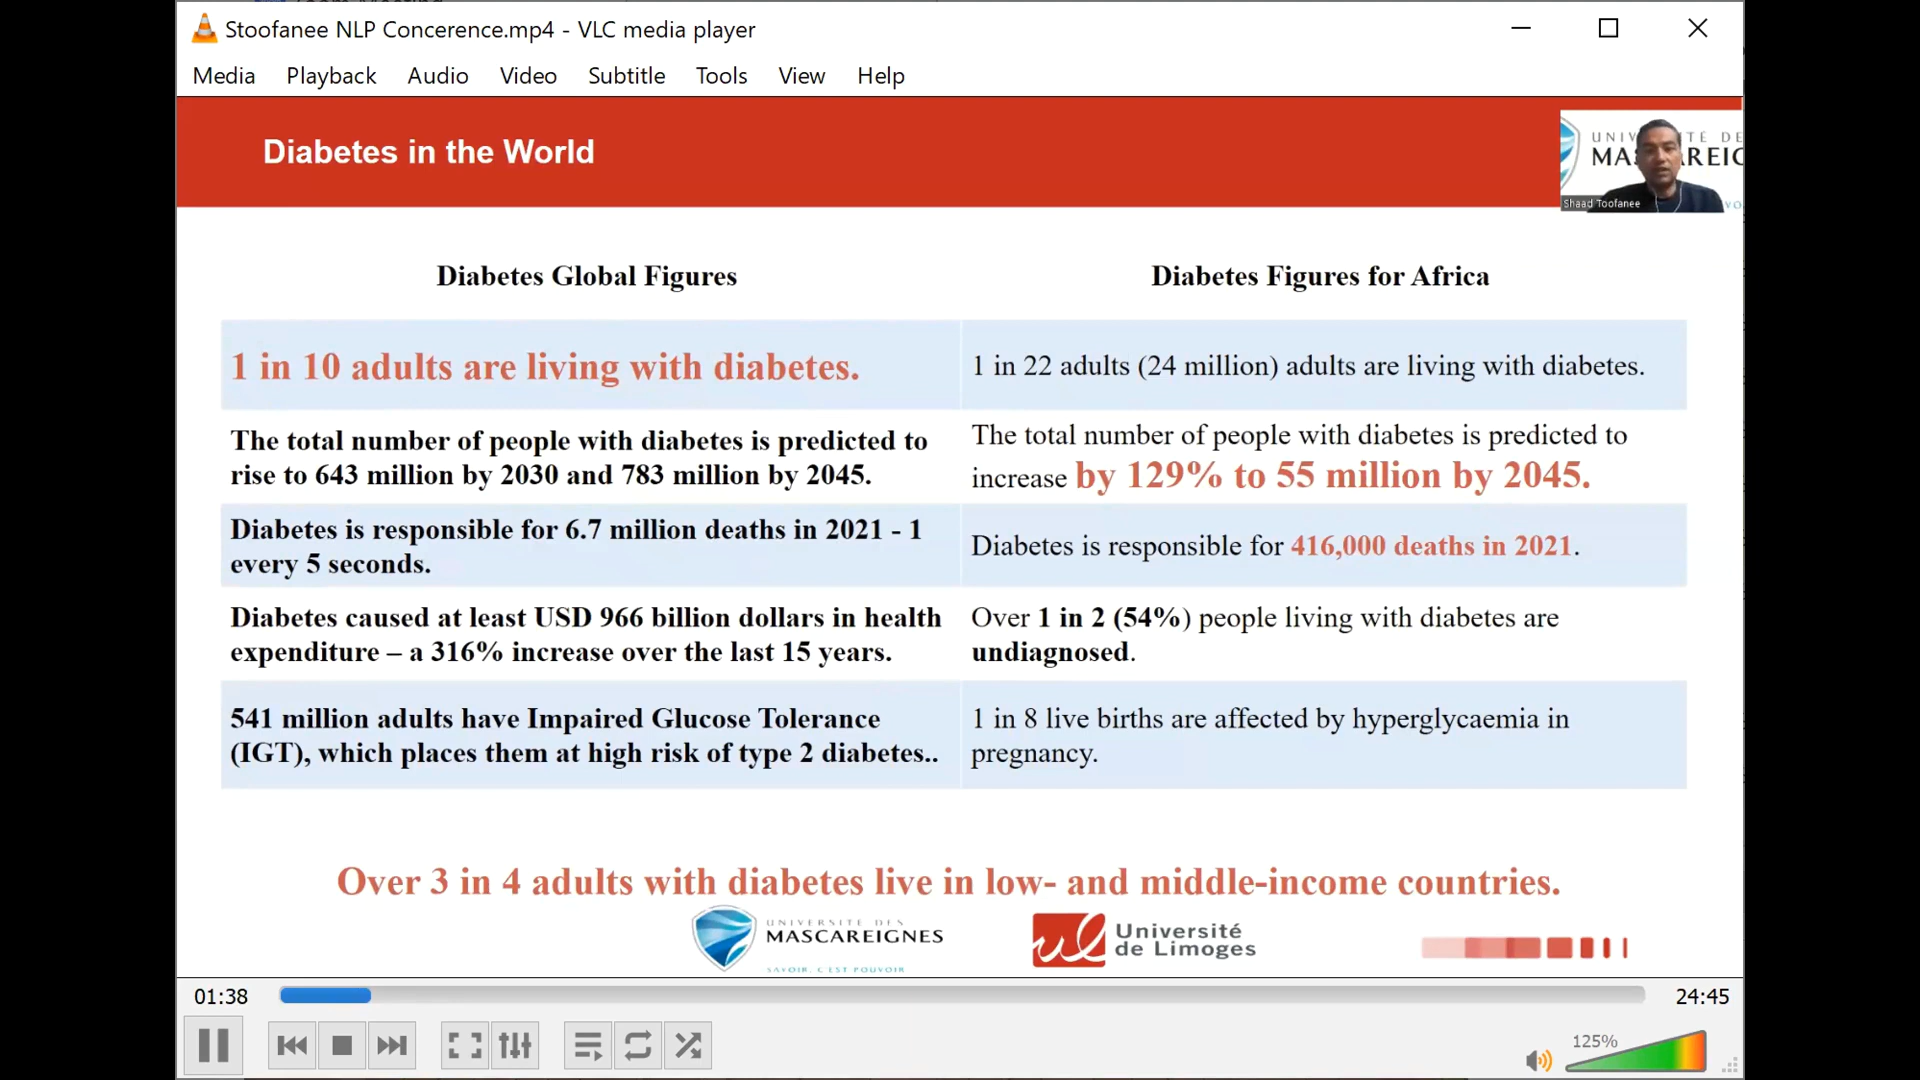 Stoofanee NLP Concerence.mp4 - VLC media player
Media Playback Audio Video Subtitle Tools View Help
Diabetes in the World
MASCAREIG
Shaad Toofanee
Diabetes Global Figures
Diabetes Figures for Africa
1 in 10 adults are living with diabetes.
1 in 22 adults (24 million) adults are living with diabetes.
The total number of people with diabetes is predicted to
rise to 643 million by 2030 and 783 million by 2045.
The total number of people with diabetes is predicted to
increase by 129% to 55 million by 2045.
Diabetes is responsible for 6.7 million deaths in 2021 - 1
every 5 seconds.
Diabetes is responsible for 416,000 deaths in 2021.
Diabetes caused at least USD 966 billion dollars in health
expenditure – a 316% increase over the last 15 years.
Over 1 in 2 (54%) people living with diabetes are
undiagnosed.
541 million adults have Impaired Glucose Tolerance
(IGT), which places them at high risk of type 2 diabetes..
1 in 8 live births are affected by hyperglycaemia in
pregnancy.
Over 3 in 4 adults with diabetes live in low- and middle-income countries.
UNIVERSITÉ DES
MASCAREIGNES
SAVOIR, C'EST POUVOIR
ul
Université
de Limoges
01:38
24:45
125%